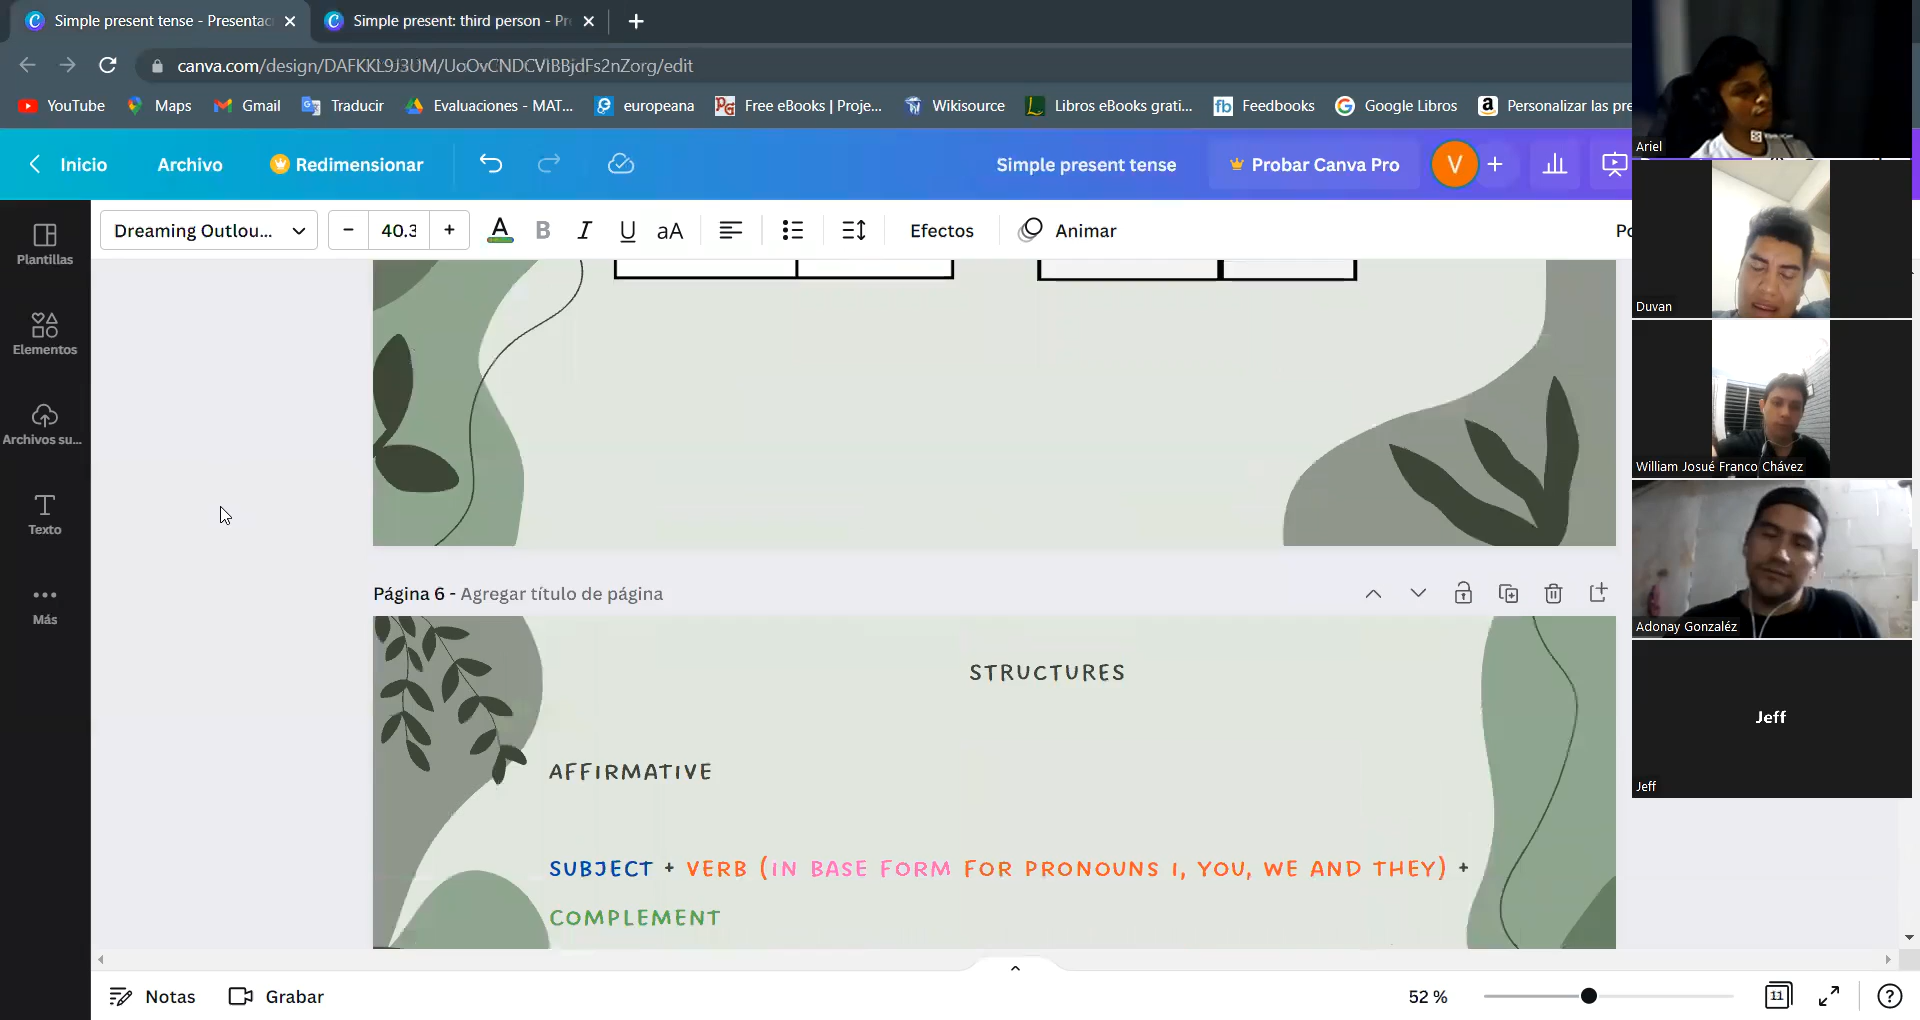 Simple present tense - Presentac
Simple present: third person - Pr
canva.com/design/DAFKKL9J3UM/UoOvCNDCVIBBjdFs2nZorg/edit
YouTube
Maps
Gmail
Traducir
Evaluaciones - MAT...
europeana
Free eBooks | Proje...
Wikisource
Libros eBooks grati...
Feedbooks
Google Libros
Personalizar las pre
Inicio
Archivo
Redimensionar
Simple present tense
Probar Canva Pro
V
Dreaming Outlou...
40.3
aA
Efectos
Animar
Po
Plantillas
Elementos
Archivos su...
Texto
Más
Página 6 - Agregar título de página
STRUCTURES
AFFIRMATIVE
SUBJECT + VERB (IN BASE FORM FOR PRONOUNS I, YOU, WE AND THEY) +
COMPLEMENT
Ariel
Duvan
William Josué Franco Chávez
Adonay Gonzaléz
Jeff
Jeff
Notas
Grabar
52 %
11